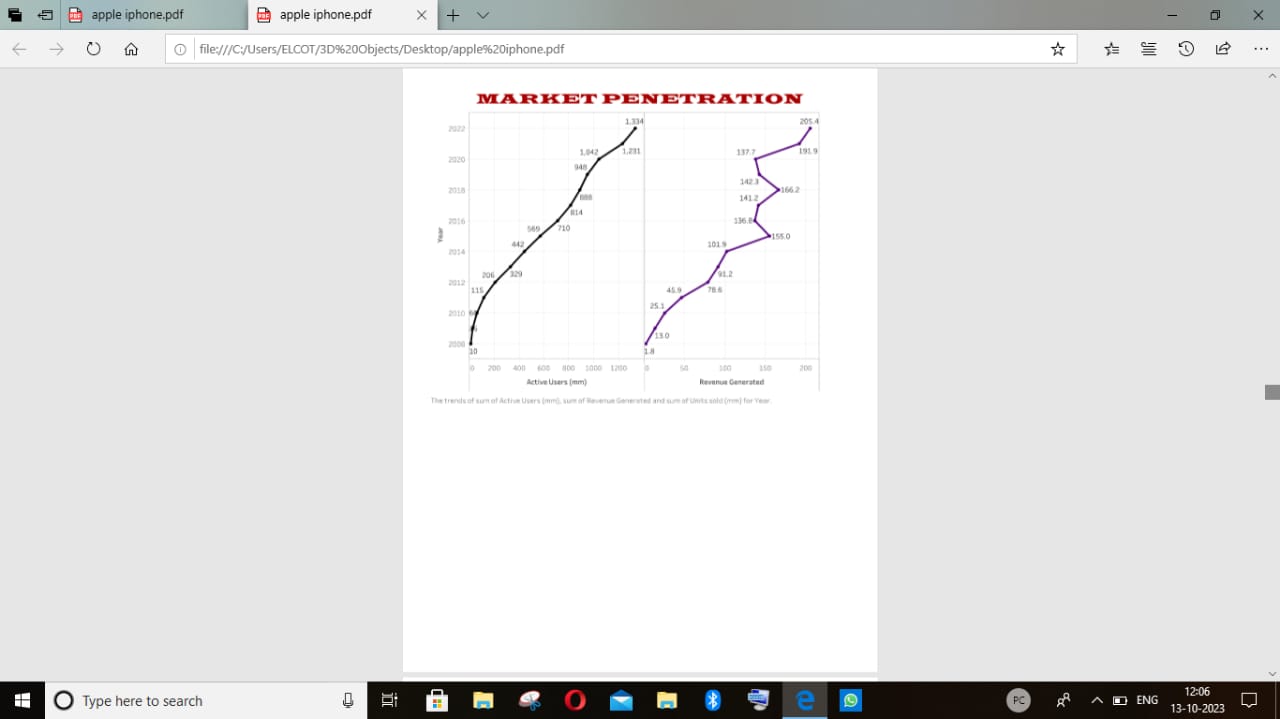 apple iphone.pdf
apple iphone.pdf
file:///C:/Users/ELCOT/3D%20Objects/Desktop/apple%20iphone.pdf
MARKET PENETRATION
1,334 205.4
2022
1,042 1,231 137.7 191.9
2020
948
142.3
2018 888 141.2 166.2
814
2016 569 710 136.8 155.0
Year
442 101.9
2014
206 329 91.2
2012 115 45.9 78.6
25.1
2010
13.0
2008
10 1.8
0 200 400 600 800 1000 1200 0 50 100 150 200
Active Users (mm) Revenue Generated
The trends of sum of Active Users (mm), sum of Revenue Generated and sum of Units sold (mm) for Year.
Type here to search
PC
ENG
12:06
13-10-2023